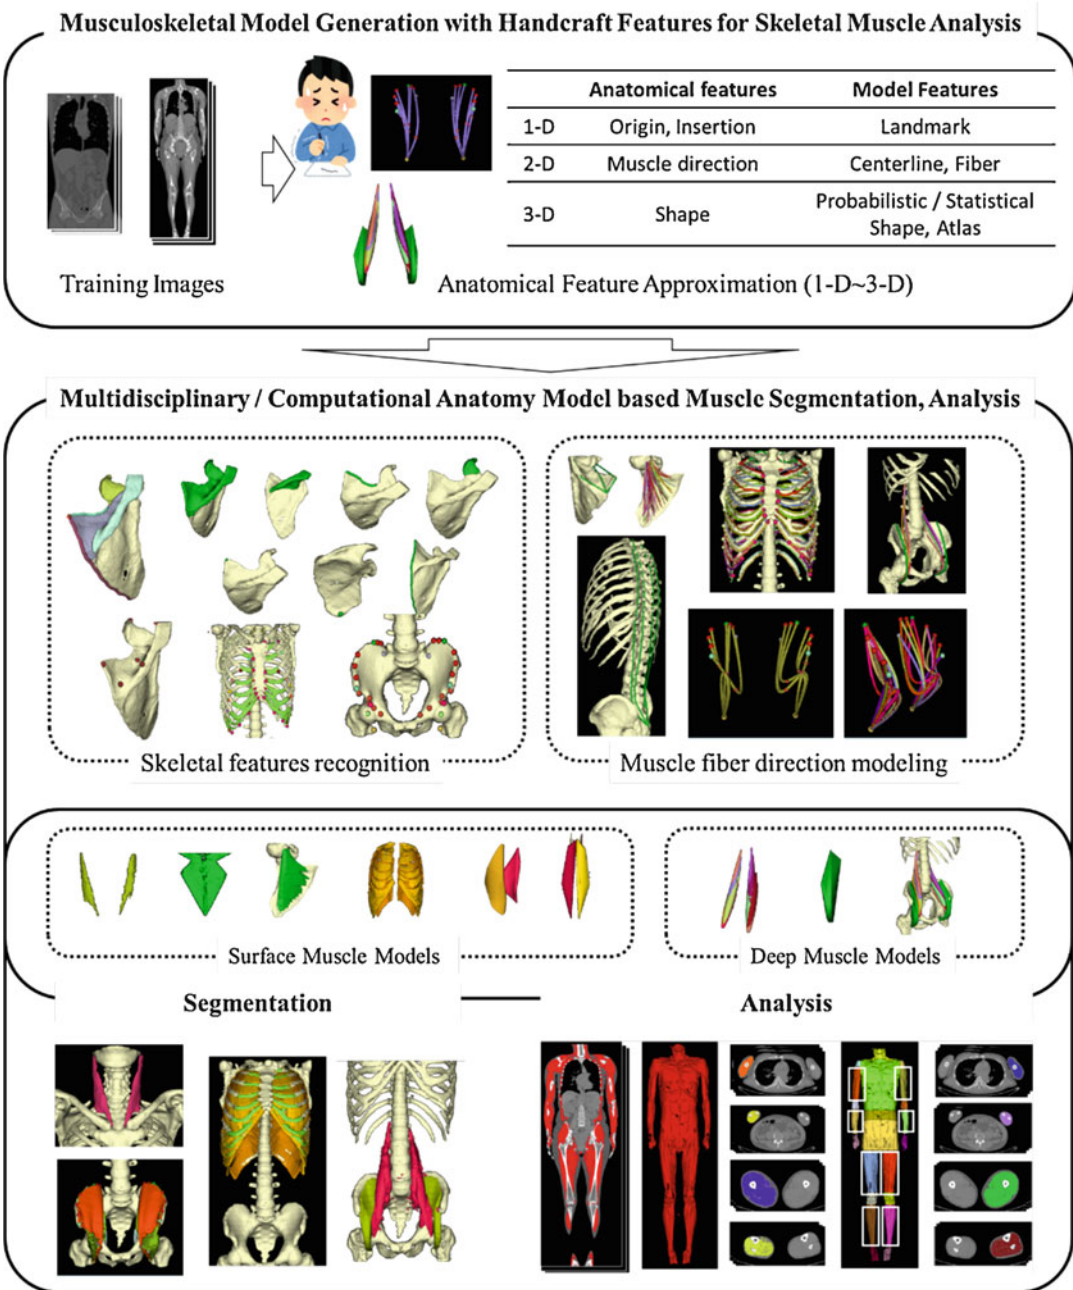 Musculoskeletal Model Generation with Handcraft Features for Skeletal Muscle Analysis
Anatomical features Model Features
1-D Origin, Insertion Landmark
2-D Muscle direction Centerline, Fiber
3-D Shape Probabilistic / Statistical
Shape, Atlas
Training Images
Anatomical Feature Approximation (1-D~3-D)
Multidisciplinary / Computational Anatomy Model based Muscle Segmentation, Analysis
Skeletal features recognition
Muscle fiber direction modeling
Surface Muscle Models
Deep Muscle Models
Segmentation
Analysis